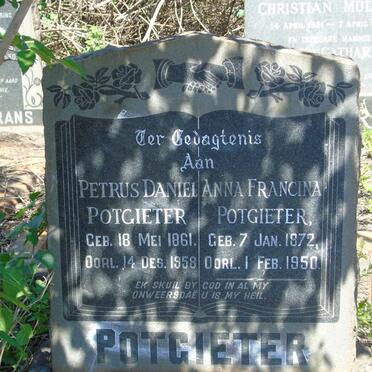 CHRISTIAN MUL
RANS
Ter Gedagtenis
Aan
PETRUS DANIEL ANNA FRANCINA
POTGIETER POTGIETER,
GEB. 18 MEI 1861. GEB. 7 JAN. 1872,
OORL. 14 DES. 1958 OORL. 1 FEB. 1950.
EK SKUIL BY GOD IN AL MY
ONWEERSDAE U IS MY HEIL.
POTGIETER